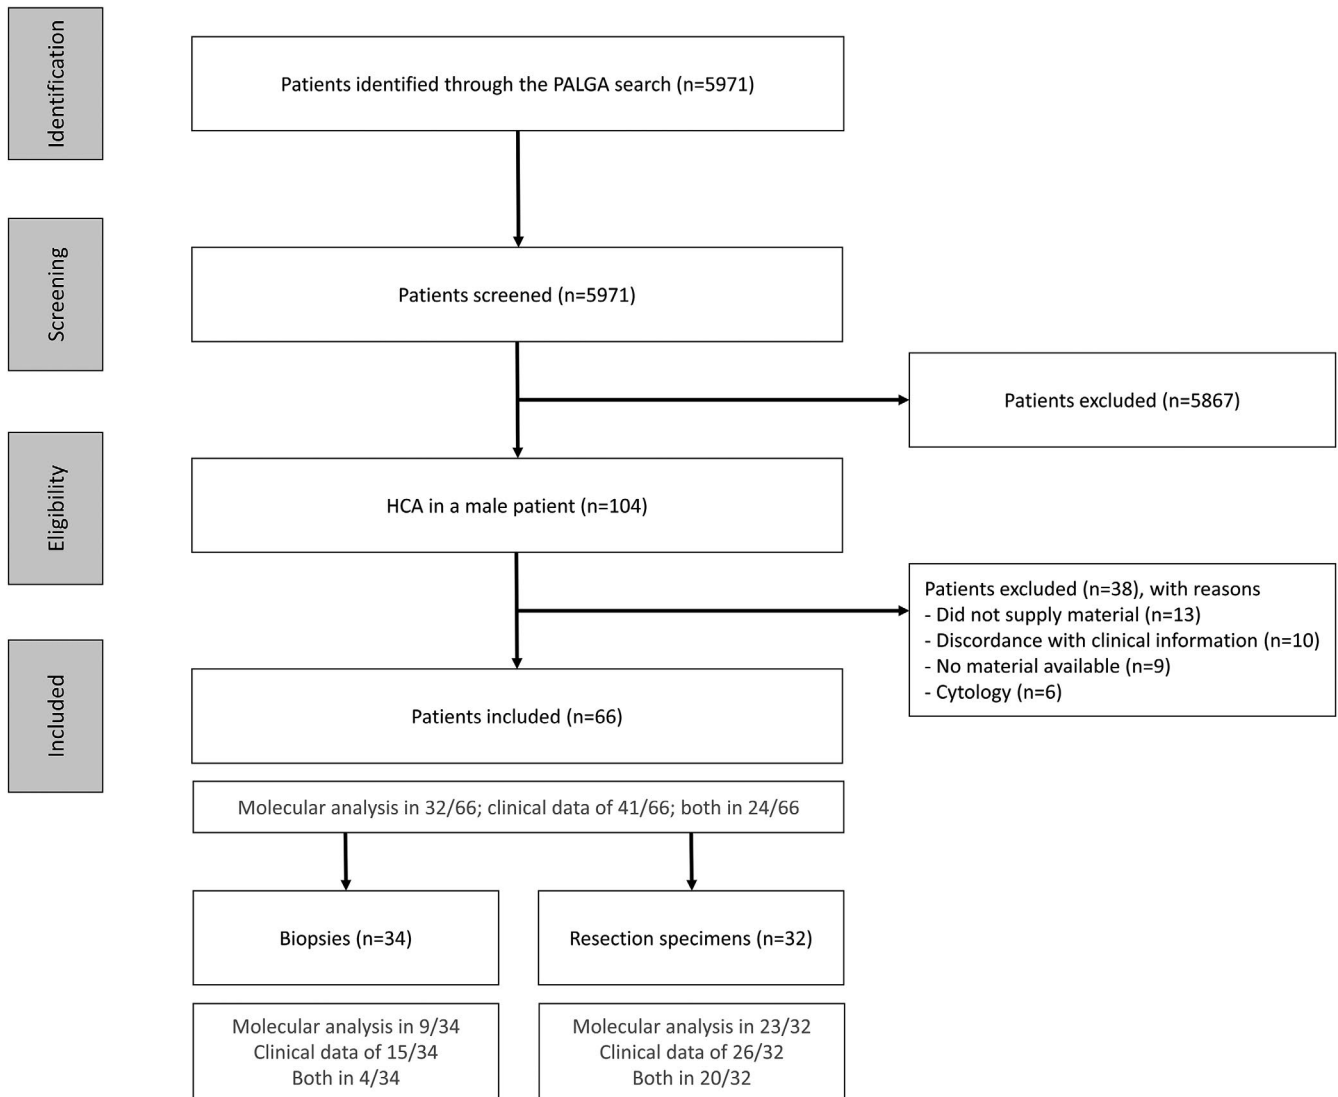 Identification
Patients identified through the PALGA search (n=5971)
Screening
Patients screened (n=5971)
Patients excluded (n=5867)
Eligibility
HCA in a male patient (n=104)
Patients excluded (n=38), with reasons
- Did not supply material (n=13)
- Discordance with clinical information (n=10)
- No material available (n=9)
- Cytology (n=6)
Included
Patients included (n=66)
Molecular analysis in 32/66; clinical data of 41/66; both in 24/66
Biopsies (n=34)
Resection specimens (n=32)
Molecular analysis in 9/34
Clinical data of 15/34
Both in 4/34
Molecular analysis in 23/32
Clinical data of 26/32
Both in 20/32